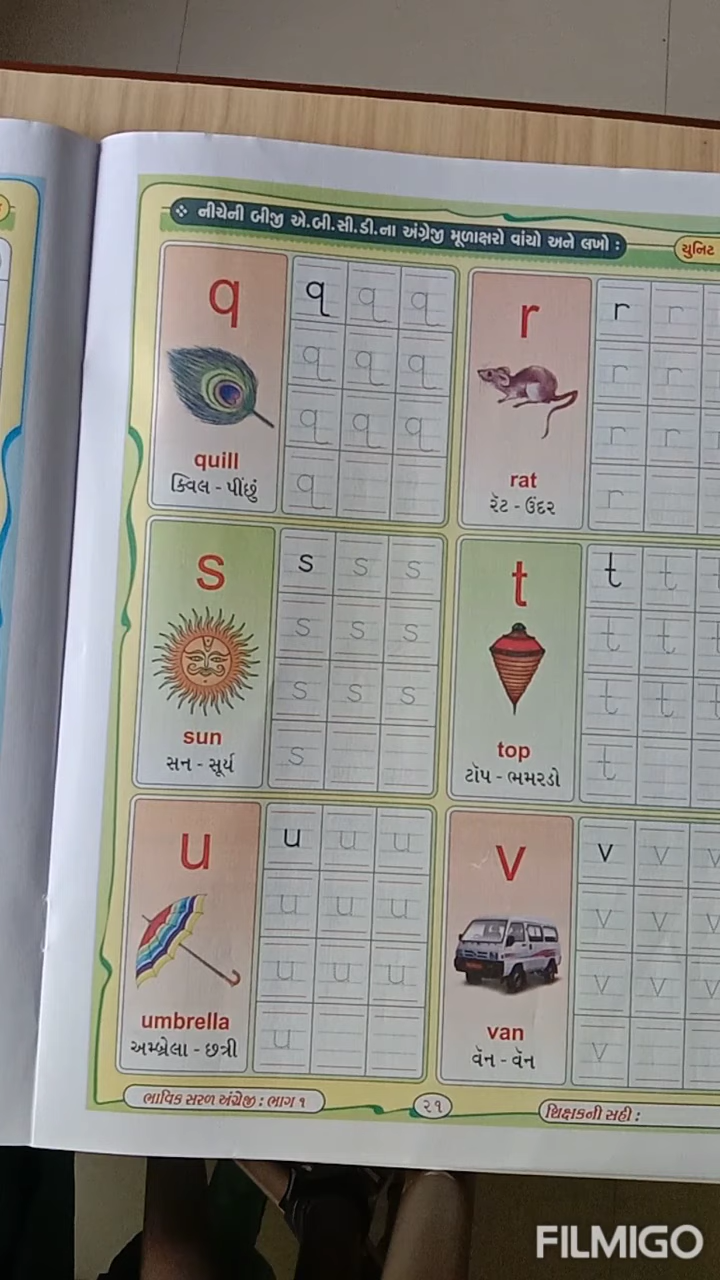 ❖ નીચેની બીજી એ.બી.સી.ડી.ના અંગ્રેજી મૂળાક્ષરો વાંચો અને લખો :
યુનિટ
q
q q q
q q q
q q q
q
quill
ક્વિલ - પીંછું
r
r r
r r
r r
r
rat
રૅટ - ઉંદર
s
s s s
s s s
s s s
s
sun
સન - સૂર્ય
t
t t
t t
t t
t
top
ટૉપ - ભમરડો
u
u u u
u u u
u u u
u
umbrella
અમ્બ્રેલા - છત્રી
v
v v v
v v v
v v v
v
van
વૅન - વૅન
ભાવિક સરળ અંગ્રેજી : ભાગ ૧
૨૧
શિક્ષકની સહી :
FILMIGO